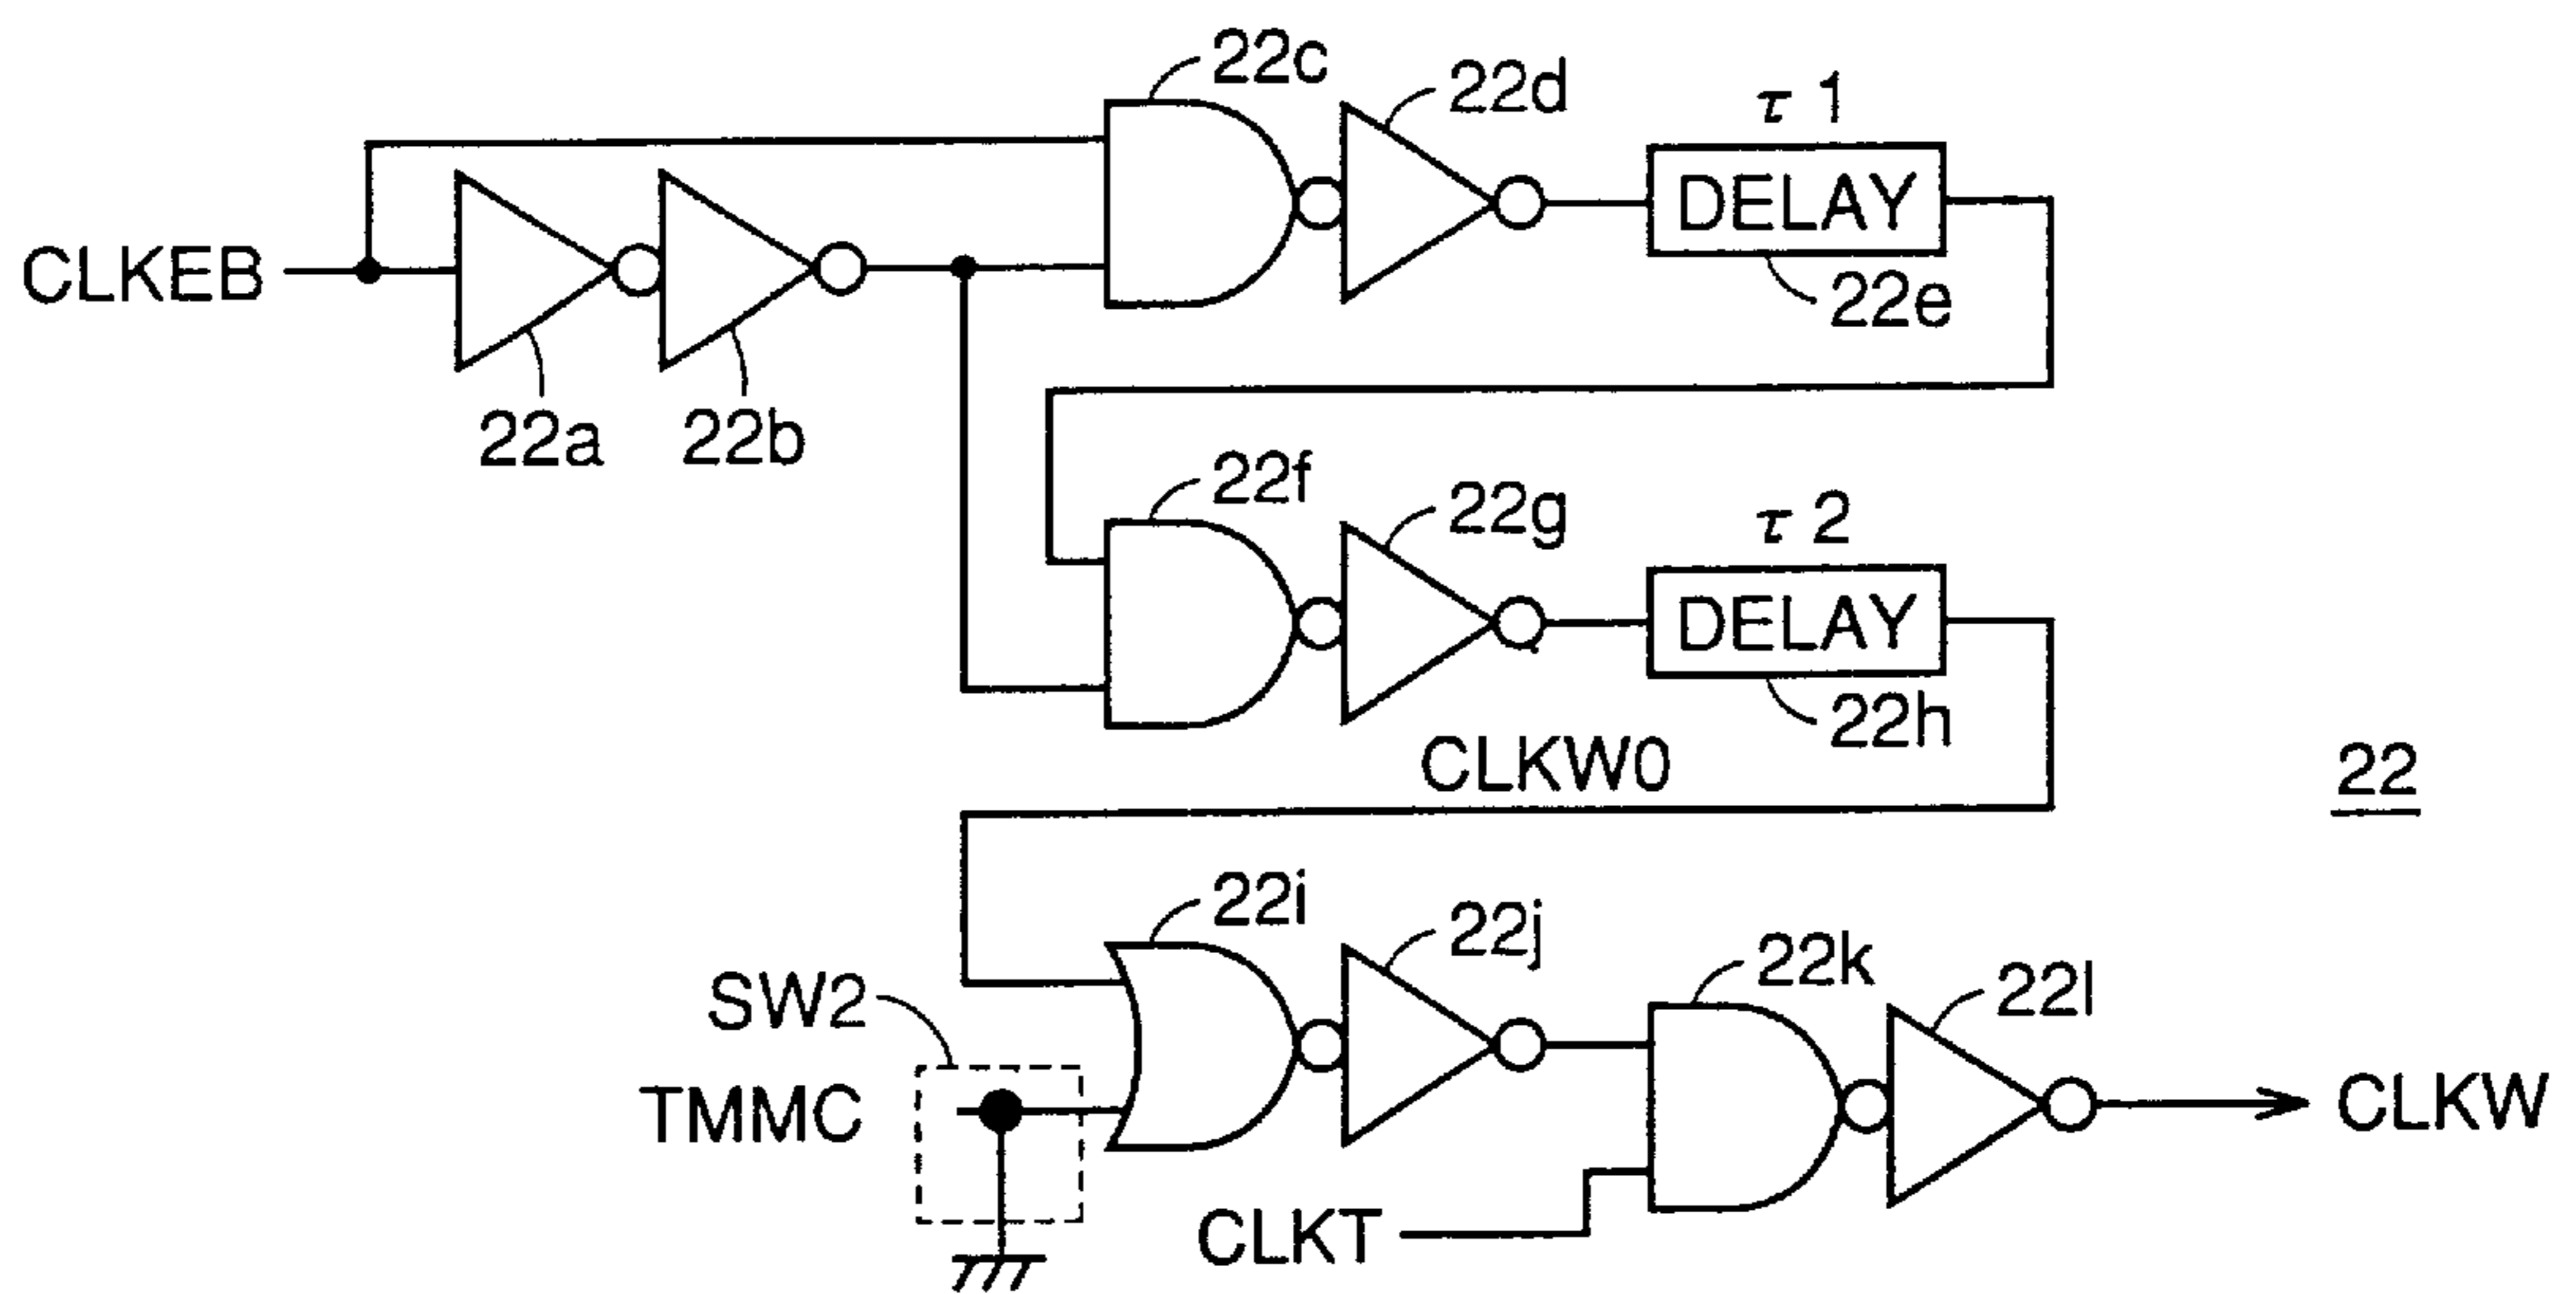 22c
22d
τ 1
DELAY
22e
CLKEB
22a
22b
22f
22g
τ 2
DELAY
22h
CLKW0
22
22i
22j
22k
22l
SW2
TMMC
CLKW
CLKT